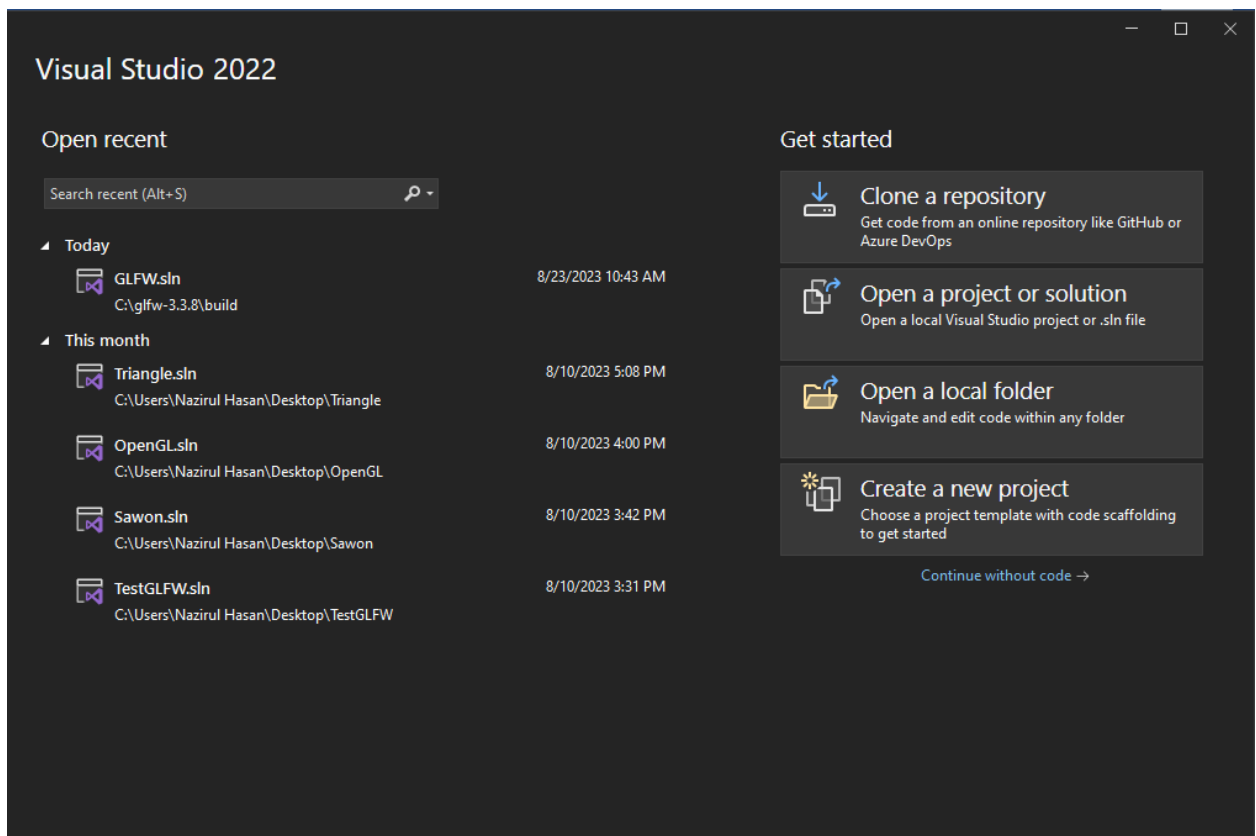 Visual Studio 2022
Open recent
Search recent (Alt+S)
Today
GLFW.sln
8/23/2023 10:43 AM
C:\glfw-3.3.8\build
This month
Triangle.sln
8/10/2023 5:08 PM
C:\Users\Nazirul Hasan\Desktop\Triangle
OpenGL.sln
8/10/2023 4:00 PM
C:\Users\Nazirul Hasan\Desktop\OpenGL
Sawon.sln
8/10/2023 3:42 PM
C:\Users\Nazirul Hasan\Desktop\Sawon
TestGLFW.sln
8/10/2023 3:31 PM
C:\Users\Nazirul Hasan\Desktop\TestGLFW
Get started
Clone a repository
Get code from an online repository like GitHub or
Azure DevOps
Open a project or solution
Open a local Visual Studio project or .sln file
Open a local folder
Navigate and edit code within any folder
Create a new project
Choose a project template with code scaffolding
to get started
Continue without code →